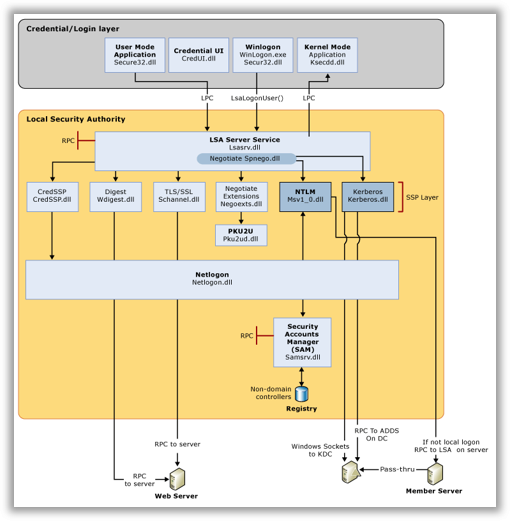 Credential/Login layer
User Mode
Application
Secure32.dll
Credential UI
CredUI.dll
Winlogon
WinLogon.exe
Secur32.dll
Kernel Mode
Application
Ksecdd.dll
LPC
LsaLogonUser()
LPC
Local Security Authority
RPC
LSA Server Service
Lsasrv.dll
Negotiate Spnego.dll
CredSSP
CredSSP.dll
Digest
Wdigest.dll
TLS/SSL
Schannel.dll
Negotiate
Extensions
Negoexts.dll
NTLM
Msv1_0.dll
Kerberos
Kerberos.dll
SSP Layer
PKU2U
Pku2ud.dll
Netlogon
Netlogon.dll
RPC
Security
Accounts
Manager
(SAM)
Samsrv.dll
Non-domain
controllers
Registry
RPC to server
RPC
to server
Web Server
Windows Sockets
to KDC
RPC To ADDS
On DC
If not local logon
RPC to LSA on server
Pass-thru
Member Server